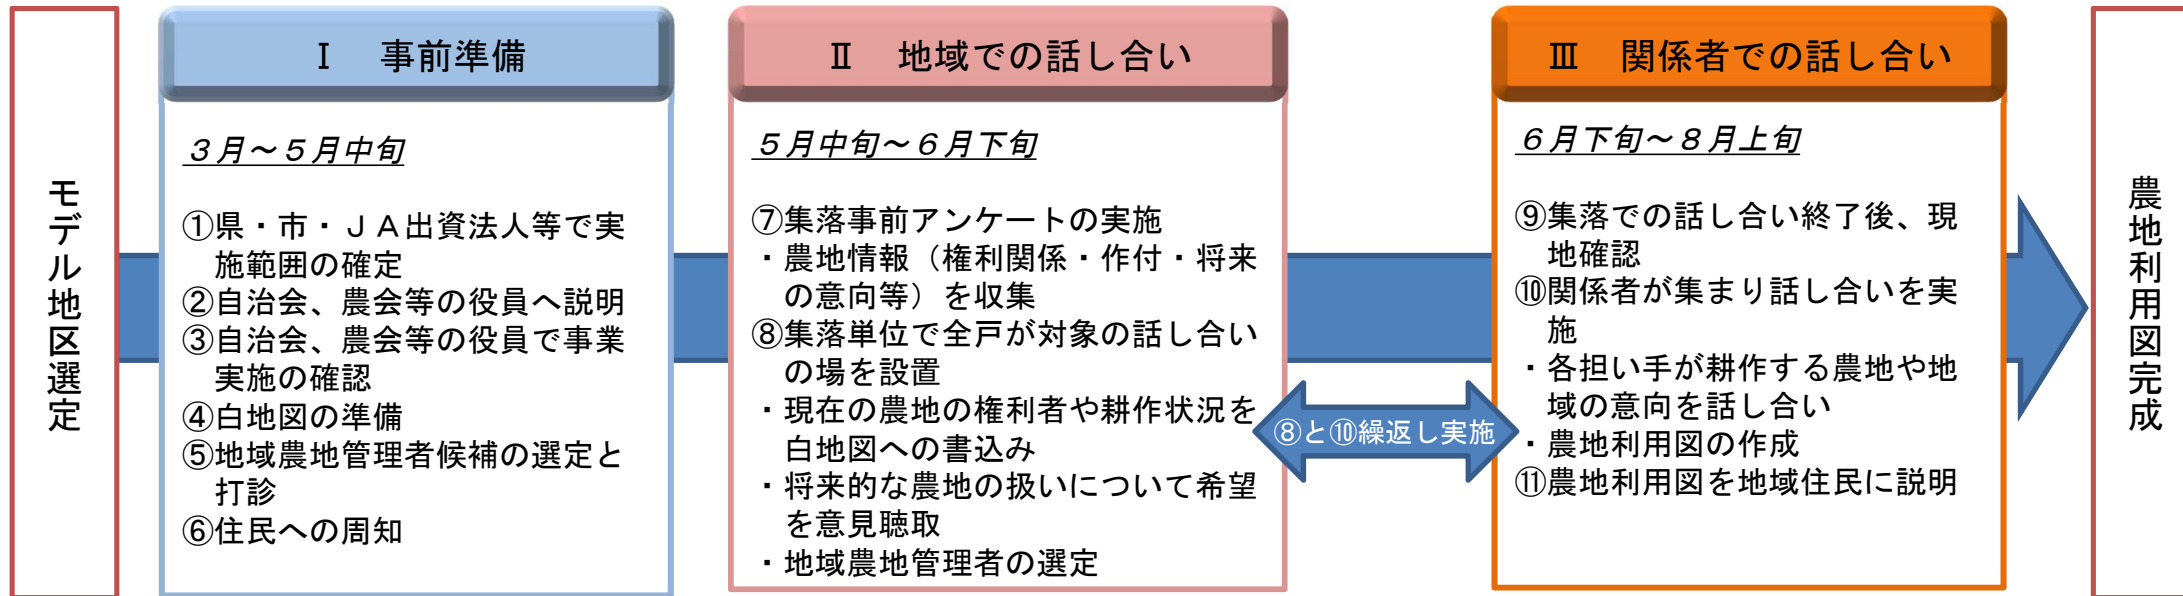 モデル地区選定
Ⅰ 事前準備
３月～５月中旬
①県・市・ＪＡ出資法人等で実
施範囲の確定
②自治会、農会等の役員へ説明
③自治会、農会等の役員で事業
実施の確認
④白地図の準備
⑤地域農地管理者候補の選定と
打診
⑥住民への周知
Ⅱ 地域での話し合い
５月中旬～６月下旬
⑦集落事前アンケートの実施
・農地情報（権利関係・作付・将来
の意向等）を収集
⑧集落単位で全戸が対象の話し合い
の場を設置
・現在の農地の権利者や耕作状況を
白地図への書込み
・将来的な農地の扱いについて希望
を意見聴取
・地域農地管理者の選定
⑧と⑩繰返し実施
Ⅲ 関係者での話し合い
６月下旬～８月上旬
⑨集落での話し合い終了後、現
地確認
⑩関係者が集まり話し合いを実
施
・各担い手が耕作する農地や地
域の意向を話し合い
・農地利用図の作成
⑪農地利用図を地域住民に説明
農地利用図完成